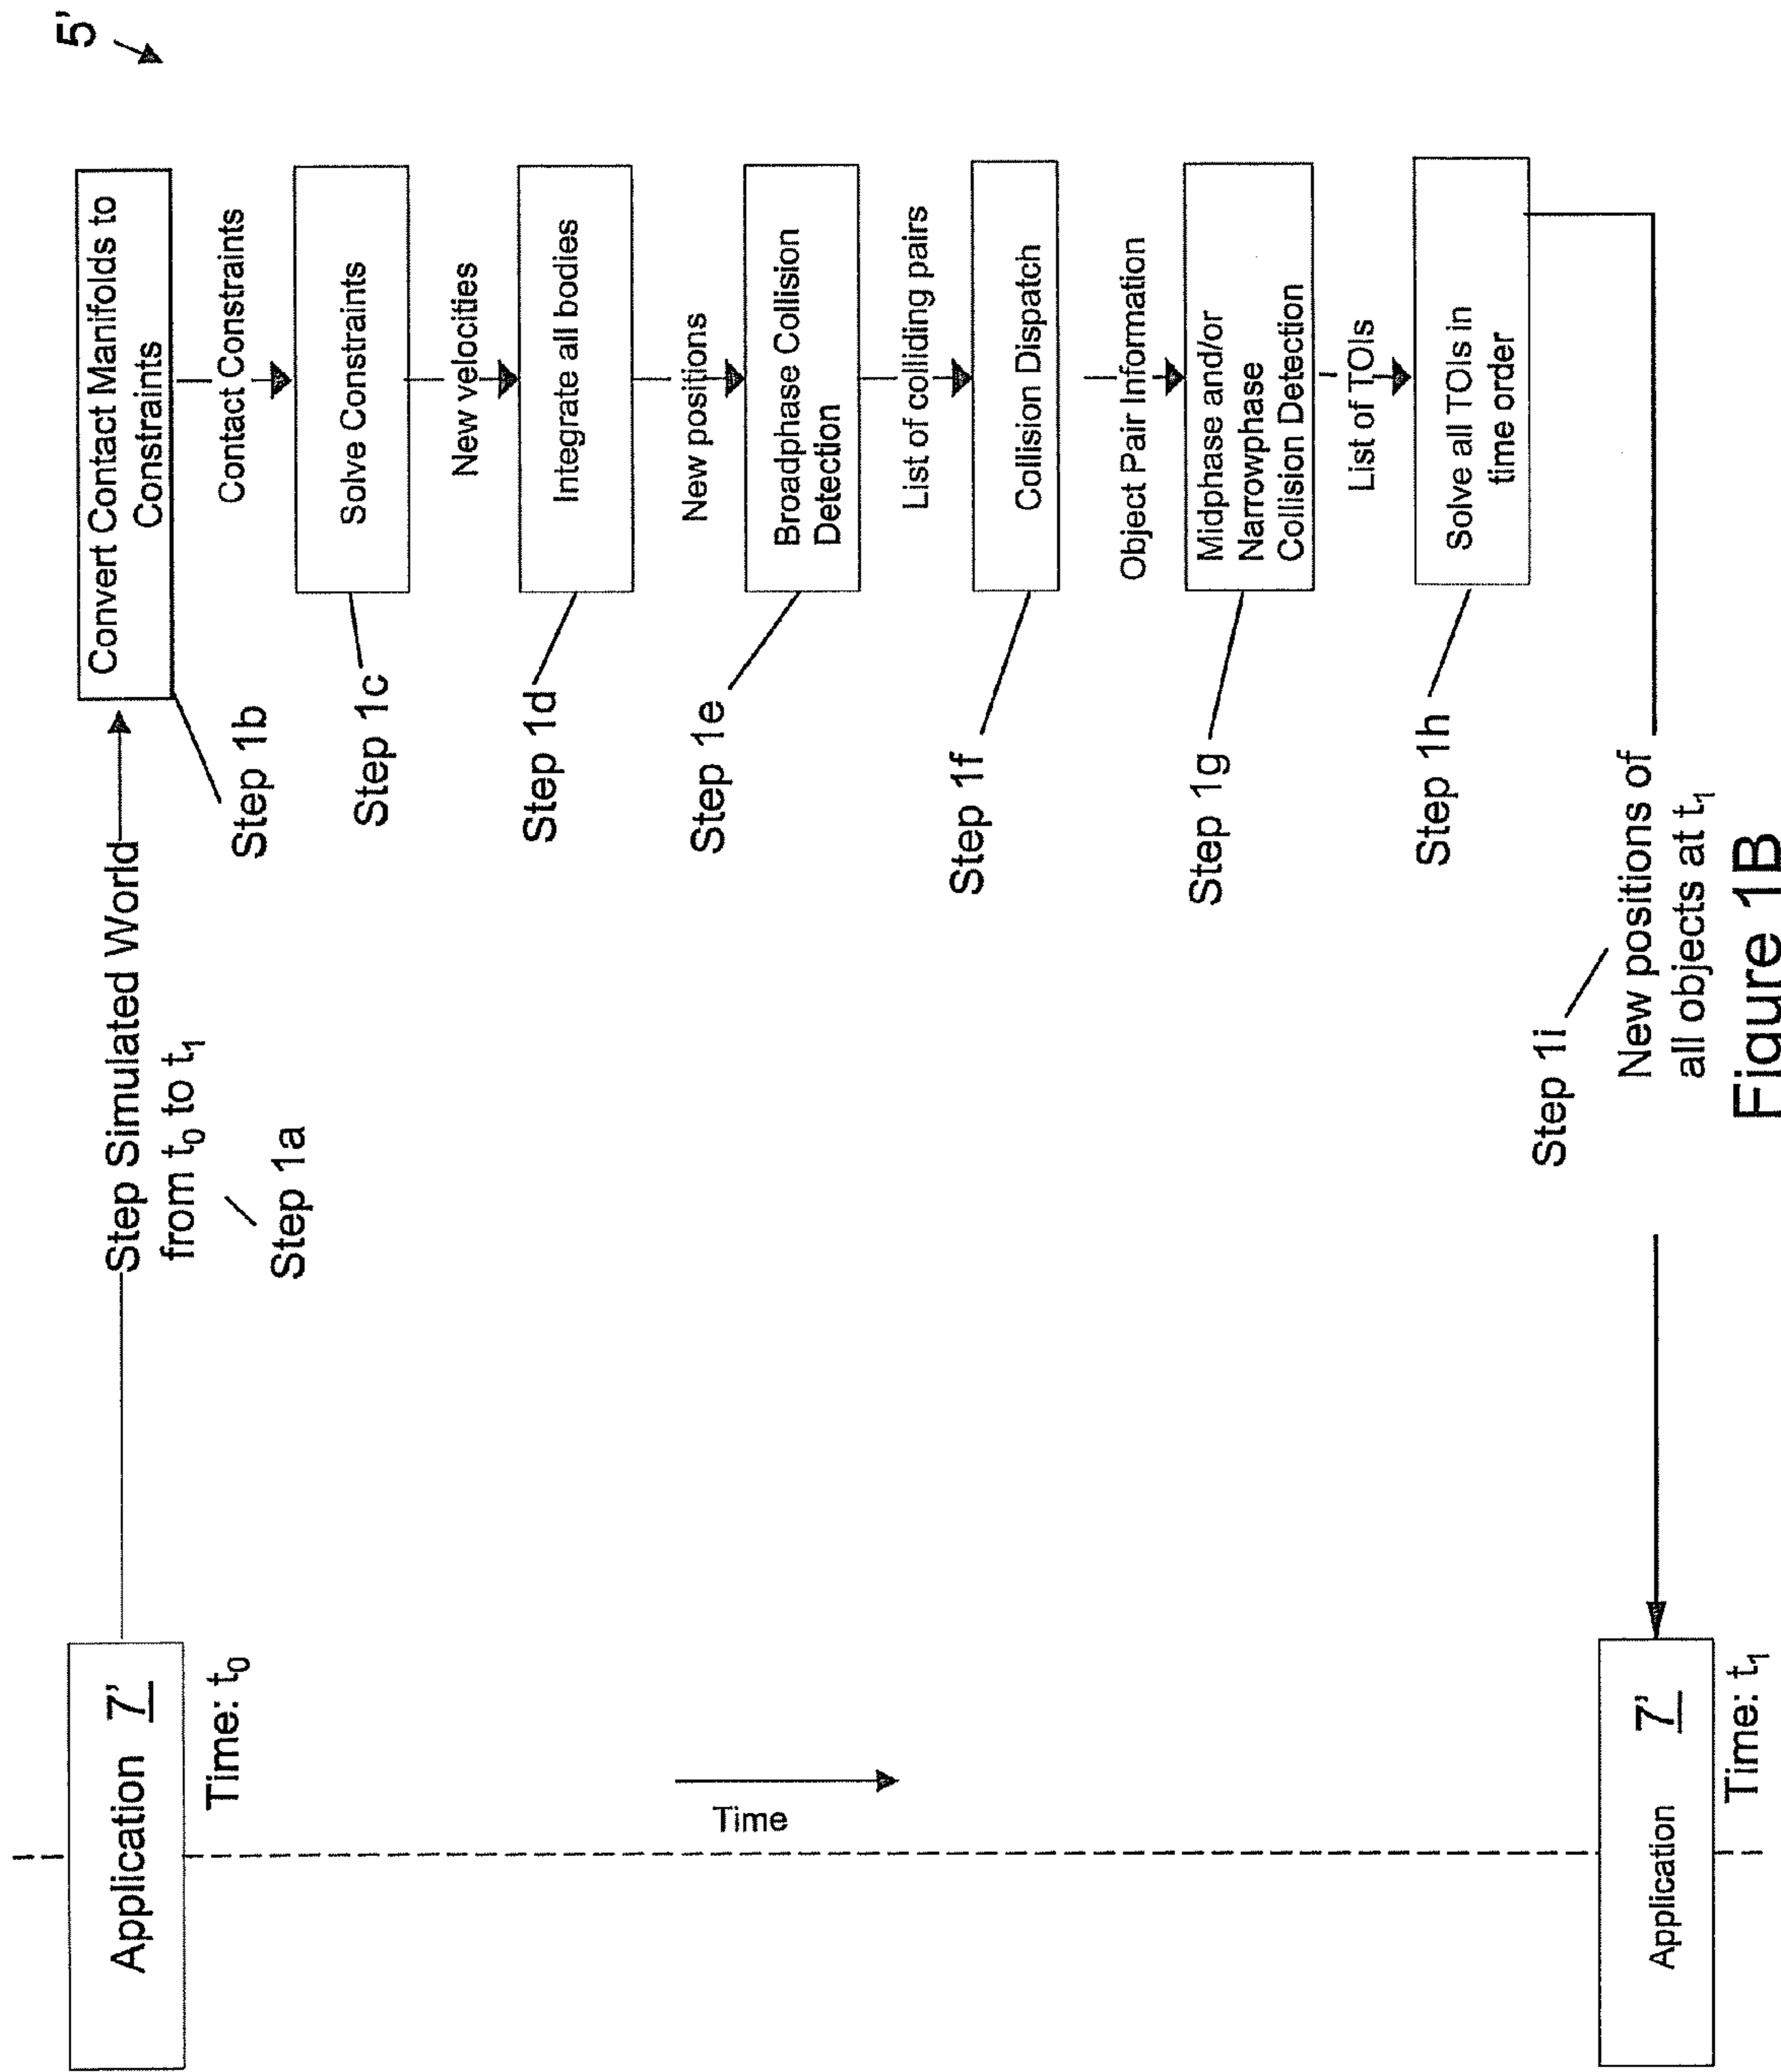 5'
Application 7'
Time: t₀
Step Simulated World
from t₀ to t₁
Step 1a
Convert Contact Manifolds to
Constraints
Step 1b
Contact Constraints
Solve Constraints
Step 1c
New velocities
Integrate all bodies
Step 1d
New positions
Broadphase Collision
Detection
Step 1e
List of colliding pairs
Collision Dispatch
Step 1f
Object Pair Information
Midphase and/or
Narrowphase
Collision Detection
Step 1g
List of TOIs
Solve all TOIs in
time order
Step 1h
Time
Step 1i
New positions of
all objects at t₁
Application 7'
Time: t₁
Figure 1B